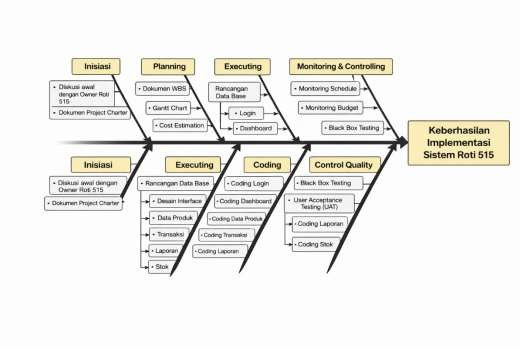 Inisiasi
Planning
Executing
Monitoring & Controlling
• Diskusi awal
dengan Owner Roti
515
• Dokumen Project Charter
• Dokumen WBS
• Gantt Chart
• Cost Estimation
Rancangan
Data Base
• Login
• Dashboard
• Monitoring Schedule
• Monitoring Budget
• Black Box Testing
Keberhasilan
Implementasi
Sistem Roti 515
Inisiasi
Executing
Coding
Control Quality
• Diskusi awal dengan
Owner Roti 515
• Dokumen Project Charter
• Rancangan Data Base
• Desain Interface
• Data Produk
• Transaksi
• Laporan
• Stok
• Coding Login
• Coding Dashboard
• Coding Data Produk
• Coding Transaksi
• Coding Laporan
• Black Box Testing
• User Acceptance
Testing (UAT)
• Coding Laporan
• Coding Stok